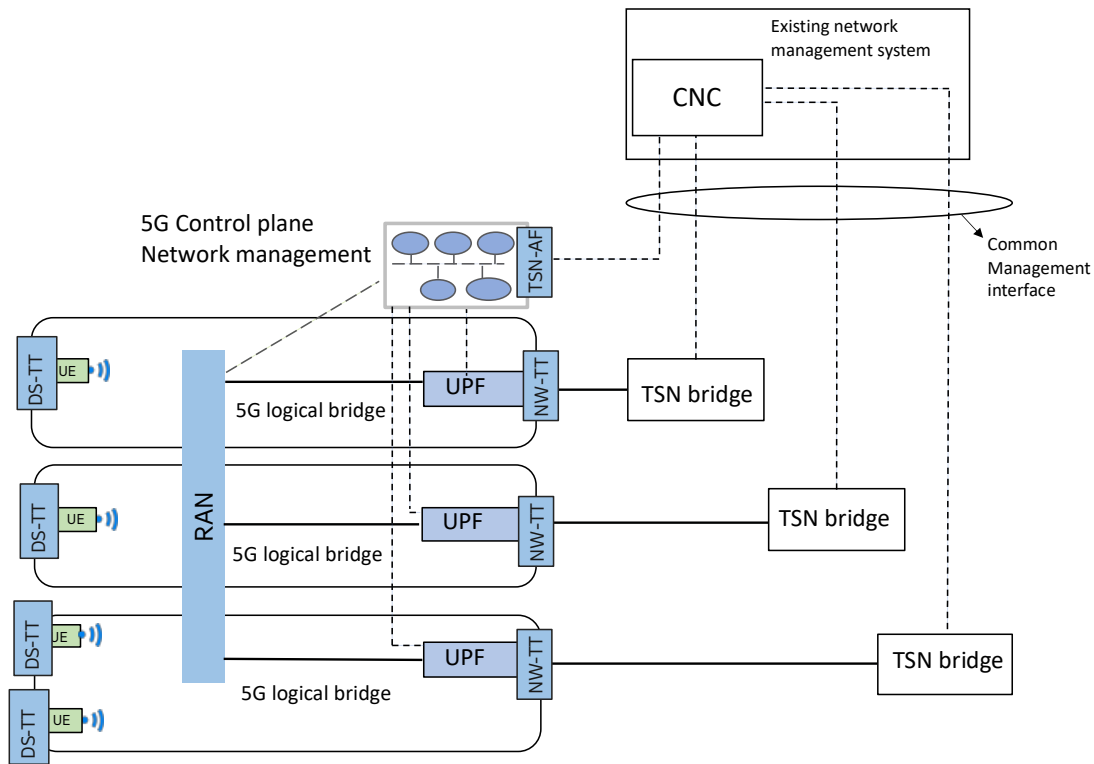 Existing network
management system
CNC
5G Control plane
Network management
TSN-AF
Common
Management
interface
DS-TT
UE
UPF
NW-TT
TSN bridge
5G logical bridge
RAN
DS-TT
UE
UPF
NW-TT
TSN bridge
5G logical bridge
DS-TT
UE
UPF
NW-TT
TSN bridge
5G logical bridge
DS-TT
UE